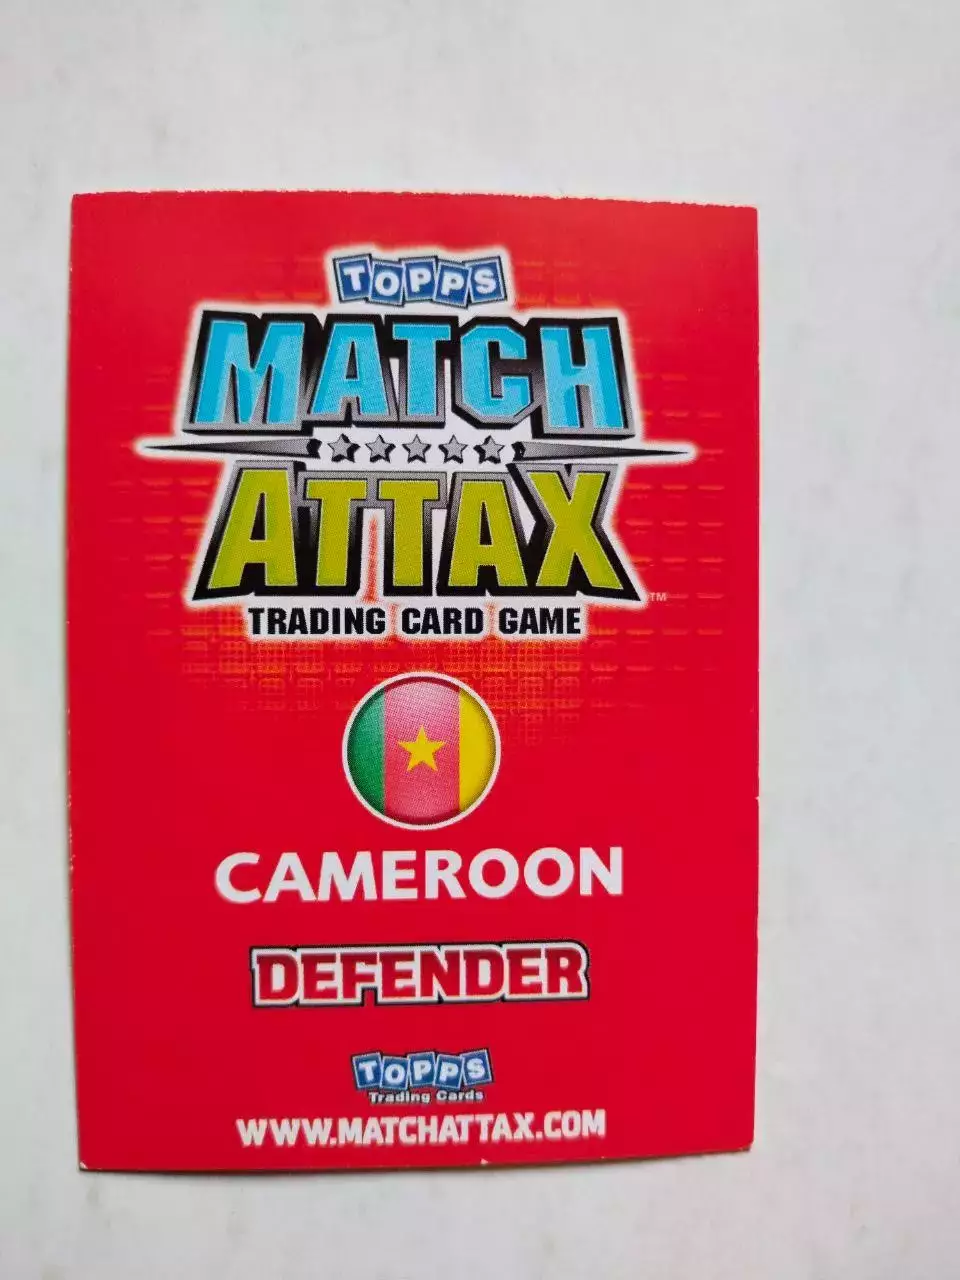 TOPPS
MATCH
ATTAX
TM
TRADING CARD GAME
CAMEROON
DEFENDER
TOPPS
Trading Cards
WWW.MATCHATTAX.COM